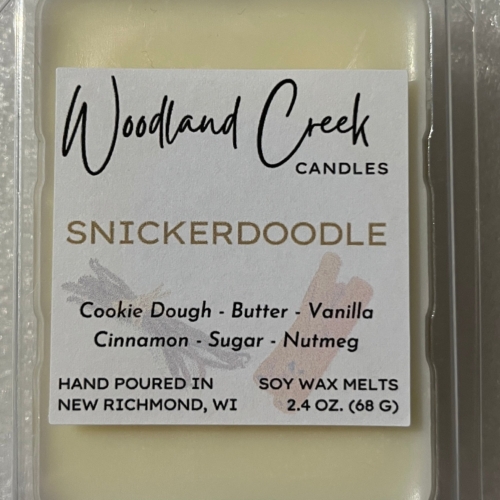 Woodland Creek
CANDLES
SNICKERDOODLE
Cookie Dough - Butter - Vanilla
Cinnamon - Sugar - Nutmeg
HAND POURED IN
NEW RICHMOND, WI
SOY WAX MELTS
2.4 OZ. (68 G)